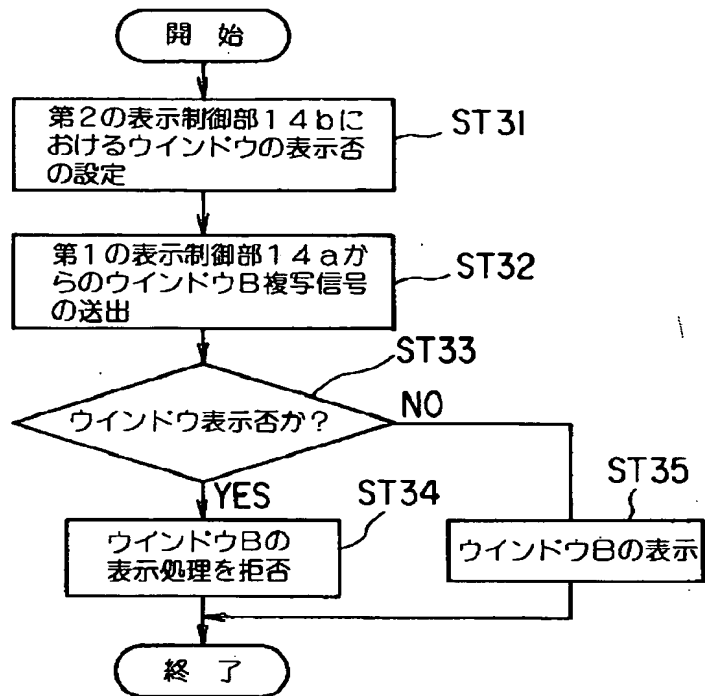 開 始
第2の表示制御部14bに
おけるウインドウの表示否
の設定
ST31
第1の表示制御部14aか
らのウインドウB複写信号
の送出
ST32
ST33
ウインドウ表示否か?
NO
YES
ST34
ST35
ウインドウBの
表示処理を拒否
ウインドウBの表示
終 了